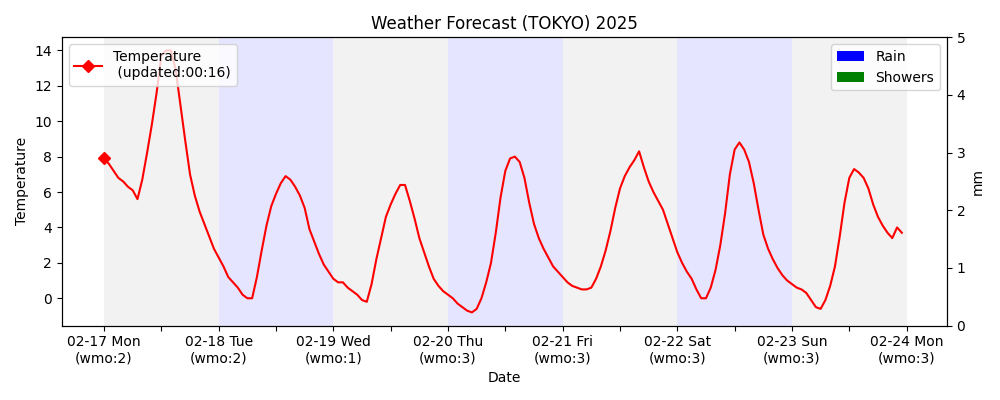 Weather Forecast (TOKYO) 2025
Temperature
(updated:00:16)
Rain
Showers
14
12
10
8
6
4
2
0
Temperature
5
4
3
2
1
0
mm
02-17 Mon 02-18 Tue 02-19 Wed 02-20 Thu 02-21 Fri 02-22 Sat 02-23 Sun 02-24 Mon
(wmo:2) (wmo:2) (wmo:1) (wmo:3) (wmo:3) (wmo:3) (wmo:3) (wmo:3)
Date